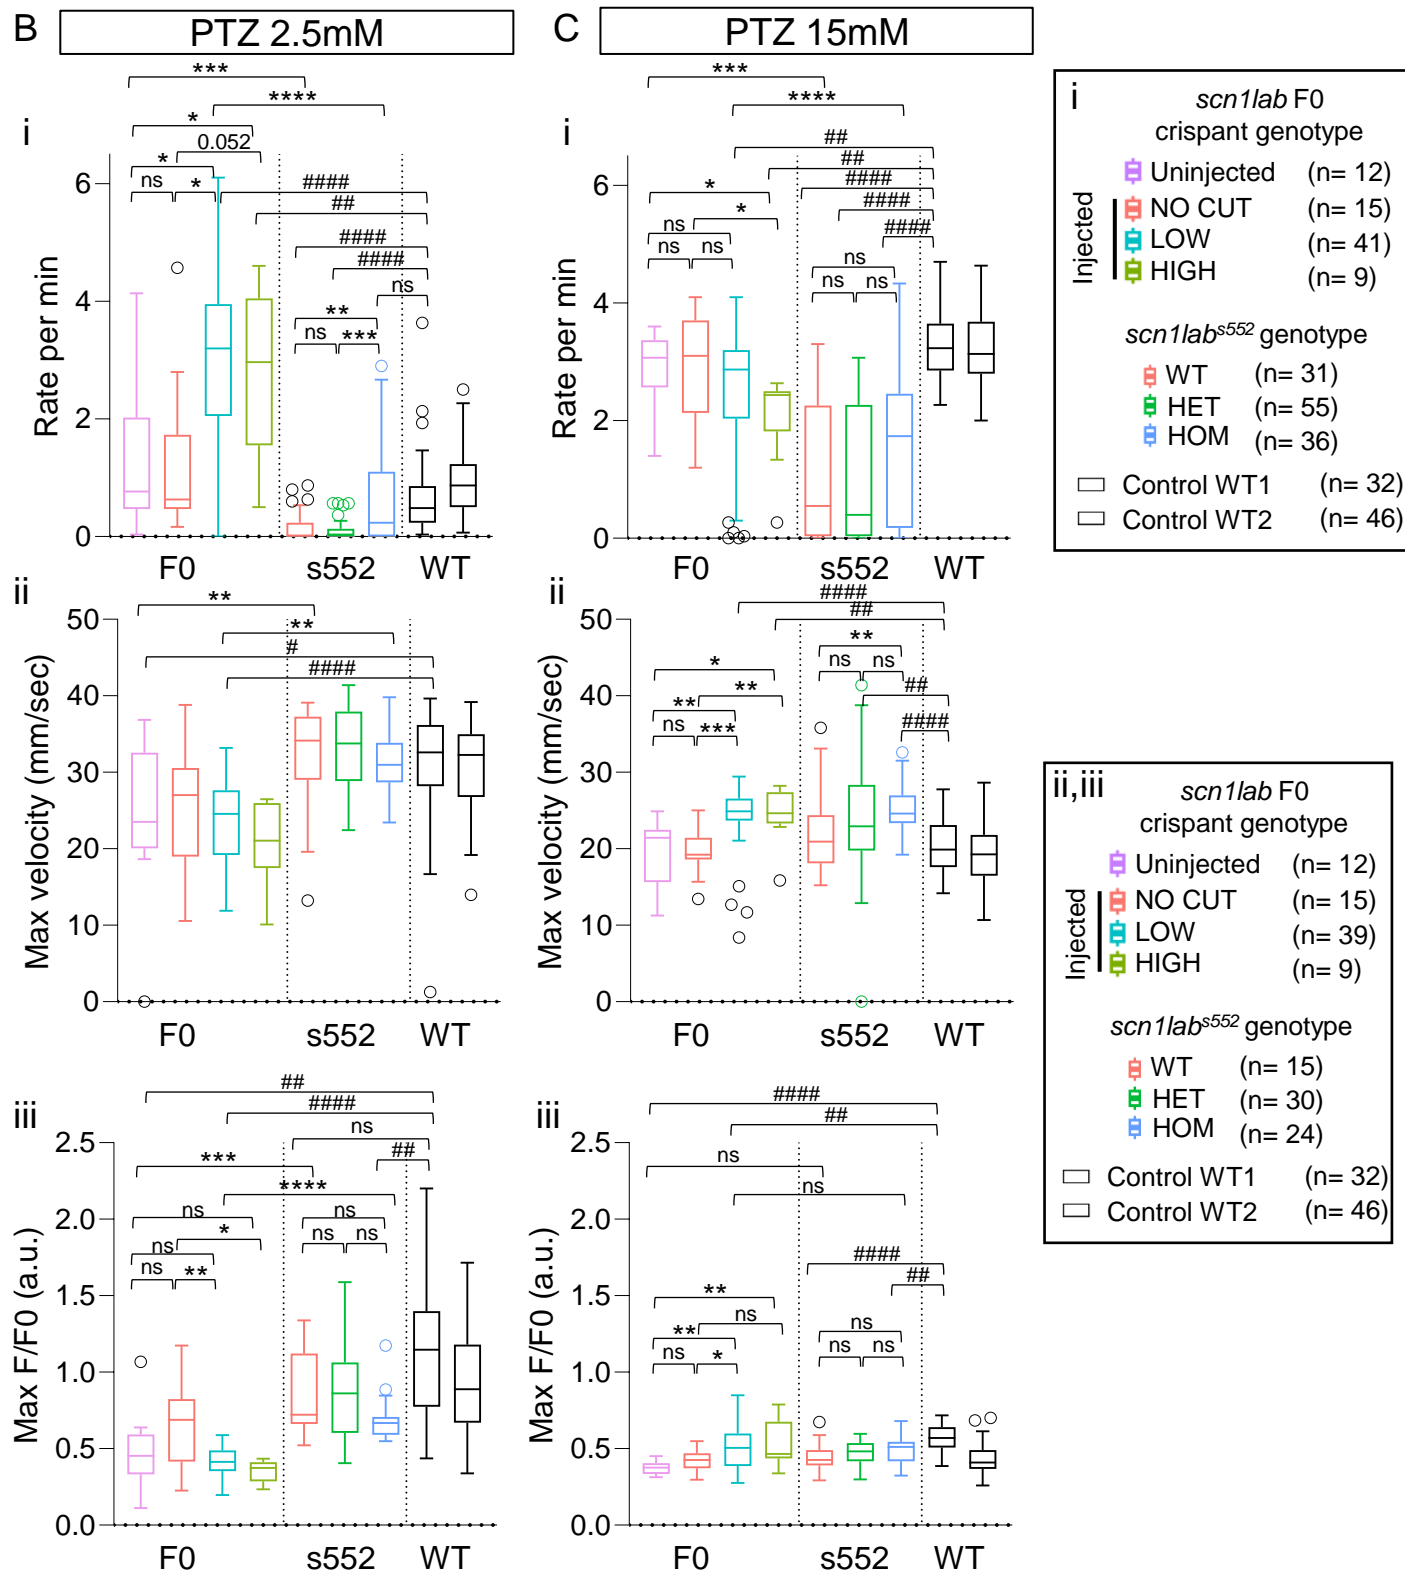 B
PTZ 2.5mM
C
PTZ 15mM
i
***
****
*
0.052
*
ns
*
####
##
####
####
ns
**
ns
***
Rate per min
6
4
2
0
F0
s552
WT
i
***
****
##
##
####
####
####
*
ns
*
ns
ns
ns
ns
ns
Rate per min
6
4
2
0
F0
s552
WT
i
scn1lab F0
crispant genotype
Uninjected (n= 12)
Injected
NO CUT (n= 15)
LOW (n= 41)
HIGH (n= 9)
scn1lab^s552 genotype
WT (n= 31)
HET (n= 55)
HOM (n= 36)
Control WT1 (n= 32)
Control WT2 (n= 46)
ii
**
**
#
####
Max velocity (mm/sec)
50
40
30
20
10
0
F0
s552
WT
ii
####
##
**
ns
ns
*
**
**
ns
***
##
####
Max velocity (mm/sec)
50
40
30
20
10
0
F0
s552
WT
ii,iii
scn1lab F0
crispant genotype
Uninjected (n= 12)
Injected
NO CUT (n= 15)
LOW (n= 39)
HIGH (n= 9)
scn1lab^s552 genotype
WT (n= 15)
HET (n= 30)
HOM (n= 24)
Control WT1 (n= 32)
Control WT2 (n= 46)
iii
##
####
ns
##
***
****
ns
*
ns
ns
**
ns
ns
ns
Max F/F0 (a.u.)
2.5
2.0
1.5
1.0
0.5
0.0
F0
s552
WT
iii
####
##
ns
ns
####
##
**
ns
**
ns
*
ns
ns
ns
Max F/F0 (a.u.)
2.5
2.0
1.5
1.0
0.5
0.0
F0
s552
WT